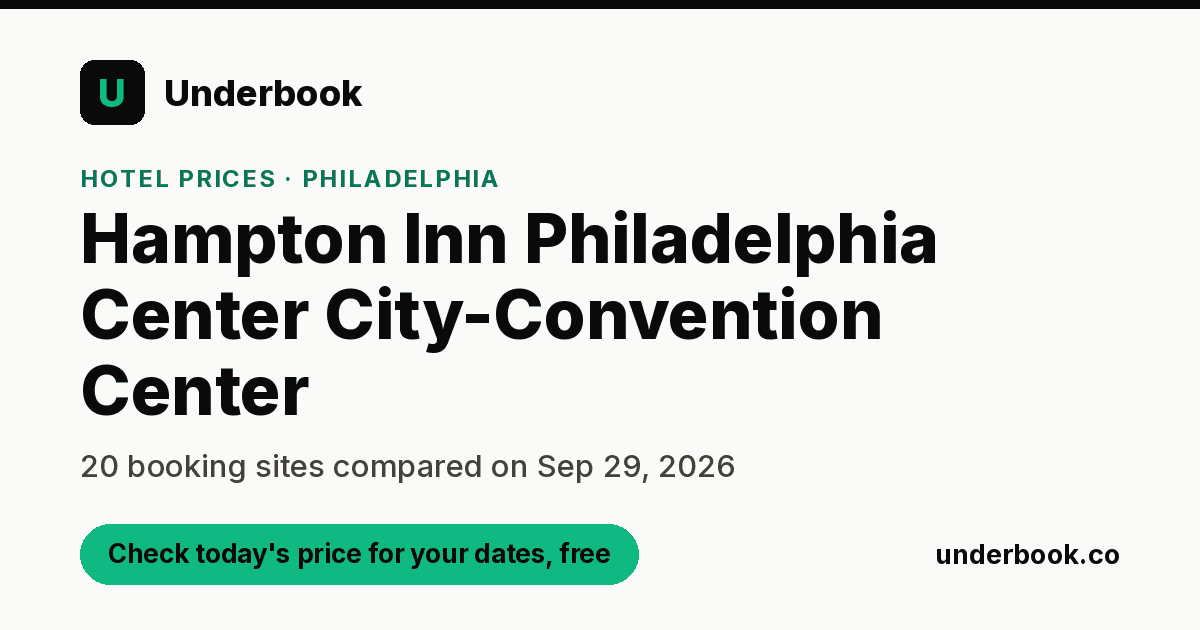 U Underbook
HOTEL PRICES · PHILADELPHIA
Hampton Inn Philadelphia
Center City-Convention
Center
20 booking sites compared on Sep 29, 2026
Check today's price for your dates, free
underbook.co